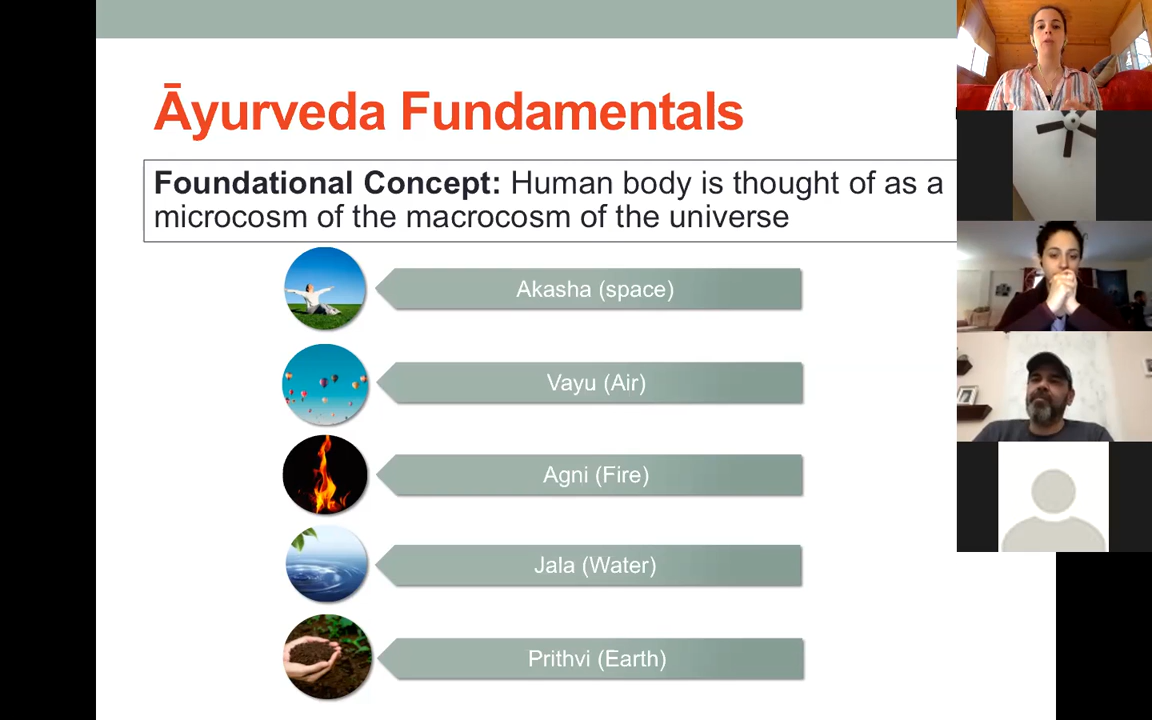 Āyurveda Fundamentals
Foundational Concept: Human body is thought of as a
microcosm of the macrocosm of the universe
Akasha (space)
Vayu (Air)
Agni (Fire)
Jala (Water)
Prithvi (Earth)